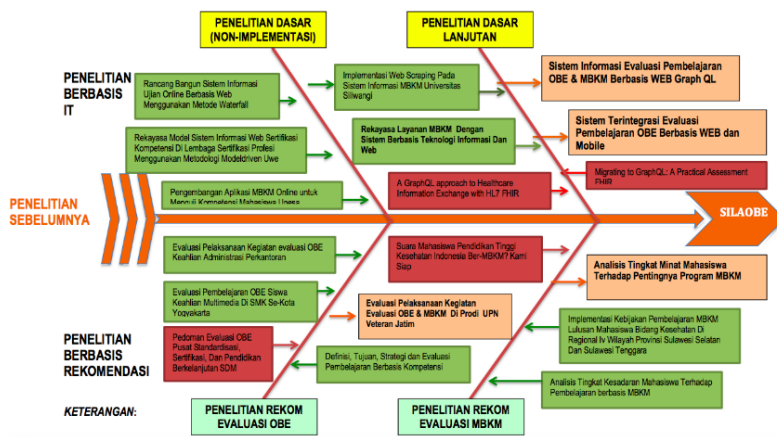 PENELITIAN DASAR
(NON-IMPLEMENTASI)
PENELITIAN DASAR
LANJUTAN
PENELITIAN
BERBASIS
IT
Rancang Bangun Sistem Informasi
Ujian Online Berbasis Web
Menggunakan Metode Waterfall
Implementasi Web Scraping Pada
Sistem Informasi MBKM Universitas
Siliwangi
Sistem Informasi Evaluasi Pembelajaran
OBE & MBKM Berbasis WEB Graph QL
Rekayasa Model Sistem Informasi Web Sertifikasi
Kompetensi Di Lembaga Sertifikasi Profesi
Menggunakan Metodologi Modeldriven Uwe
Rekayasa Layanan MBKM Dengan
Sistem Berbasis Teknologi Informasi Dan
Web
Sistem Terintegrasi Evaluasi
Pembelajaran OBE Berbasis WEB dan
Mobile
Pengembangan Aplikasi MBKM Online untuk
Menguji Kompetensi Mahasiswa Unesa
A GraphQL approach to Healthcare
Information Exchange with HL7 FHIR
Migrating to GraphQL: A Practical Assessment
FHIR
PENELITIAN
SEBELUMNYA
SILAOBE
Evaluasi Pelaksanaan Kegiatan evaluasi OBE
Keahlian Administrasi Perkantoran
Suara Mahasiswa Pendidikan Tinggi
Kesehatan Indonesia Ber-MBKM? Kami
Siap
Analisis Tingkat Minat Mahasiswa
Terhadap Pentingnya Program MBKM
Evaluasi Pembelajaran OBE Siswa
Keahlian Multimedia Di SMK Se-Kota
Yogyakarta
Evaluasi Pelaksanaan Kegiatan
Evaluasi OBE & MBKM Di Prodi UPN
Veteran Jatim
Implementasi Kebijakan Pembelajaran MBKM
Lulusan Mahasiswa Bidang Kesehatan Di
Regional Iv Wilayah Provinsi Sulawesi Selatan
Dan Sulawesi Tenggara
PENELITIAN
BERBASIS
REKOMENDASI
Pedoman Evaluasi OBE
Pusat Standardisasi,
Sertifikasi, Dan Pendidikan
Berkelanjutan SDM
Definisi, Tujuan, Strategi dan Evaluasi
Pembelajaran Berbasis Kompetensi
Analisis Tingkat Kesadaran Mahasiswa Terhadap
Pembelajaran berbasis MBKM
KETERANGAN:
PENELITIAN REKOM
EVALUASI OBE
PENELITIAN REKOM
EVALUASI MBKM